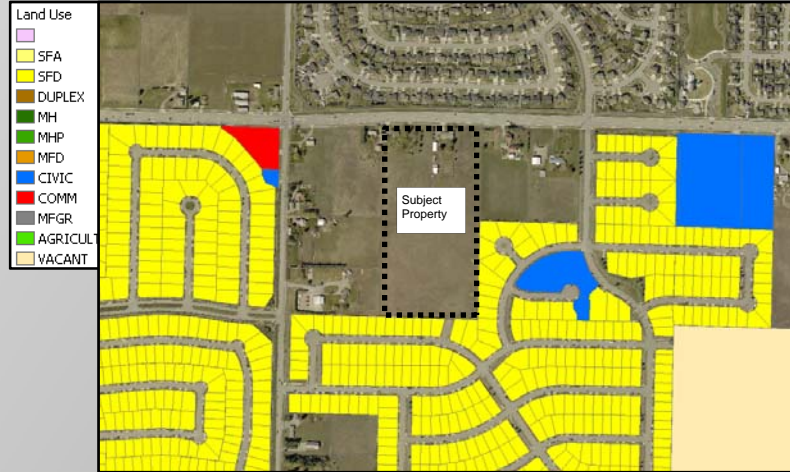 Land Use
SFA
SFD
DUPLEX
MH
MHP
MFD
CIVIC
COMM
MFGR
AGRICULT
VACANT
Subject
Property